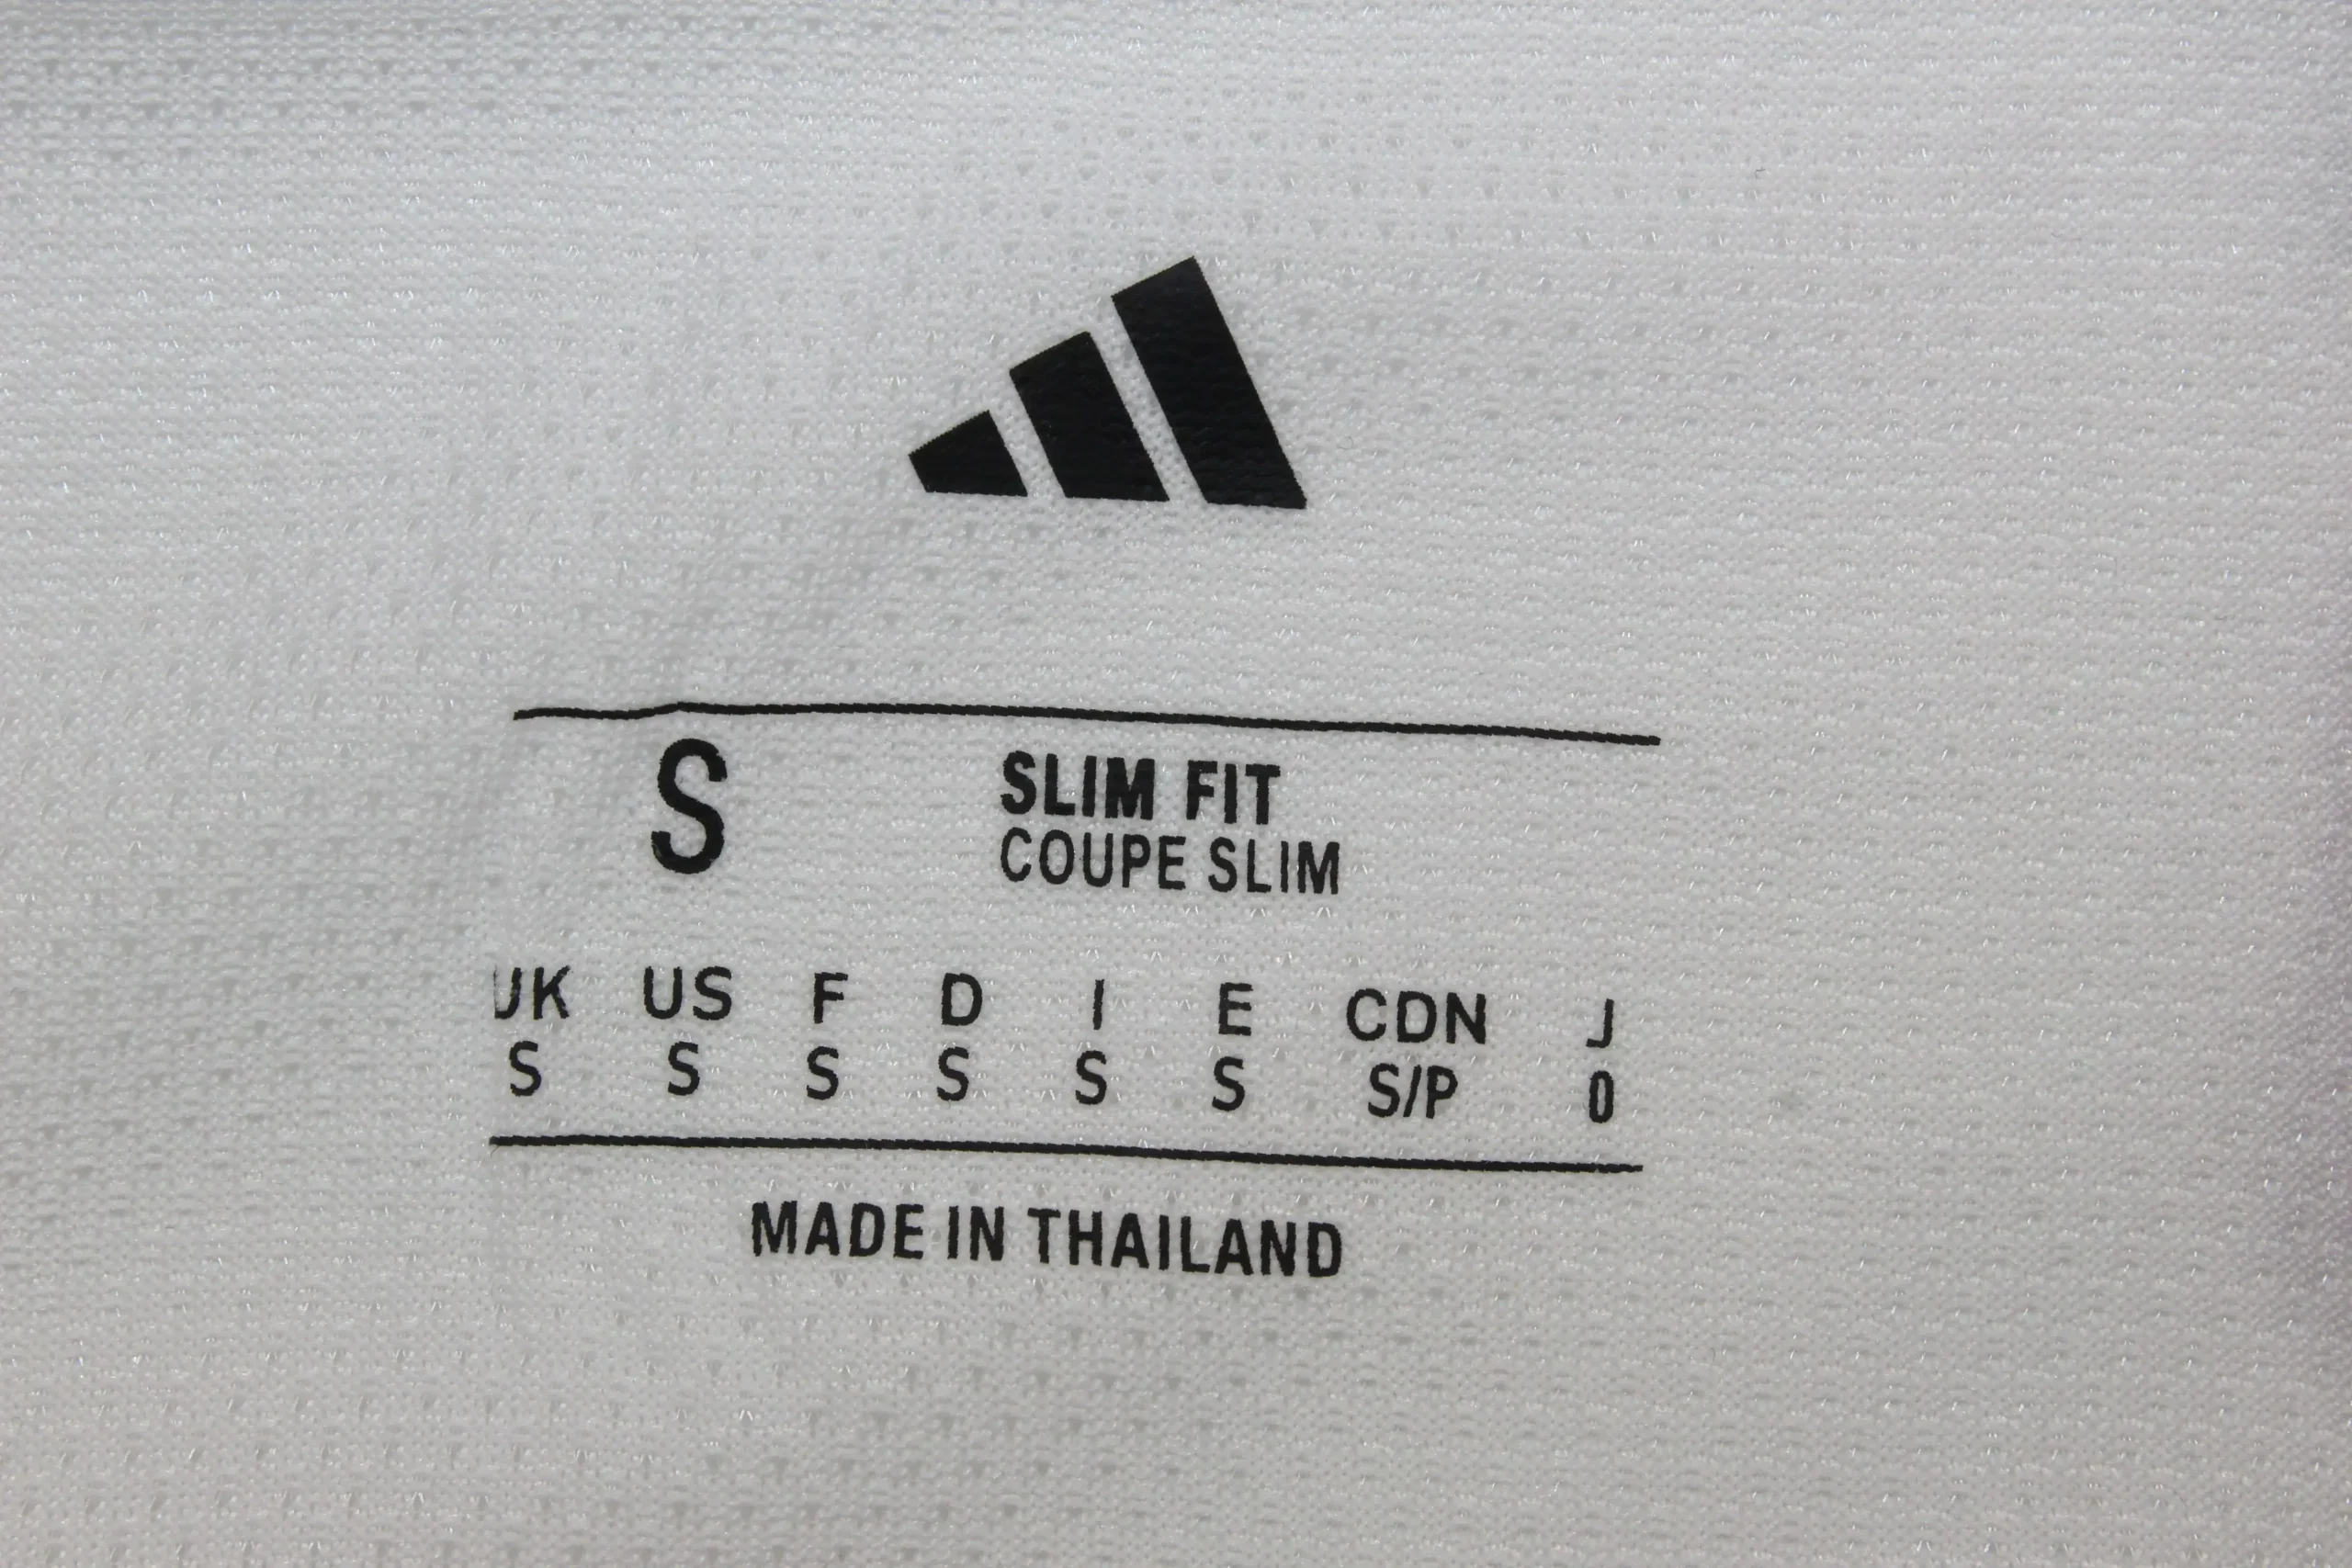 S SLIM FIT
COUPE SLIM
UK US F D I E CDN J
S S S S S S S/P 0
MADE IN THAILAND